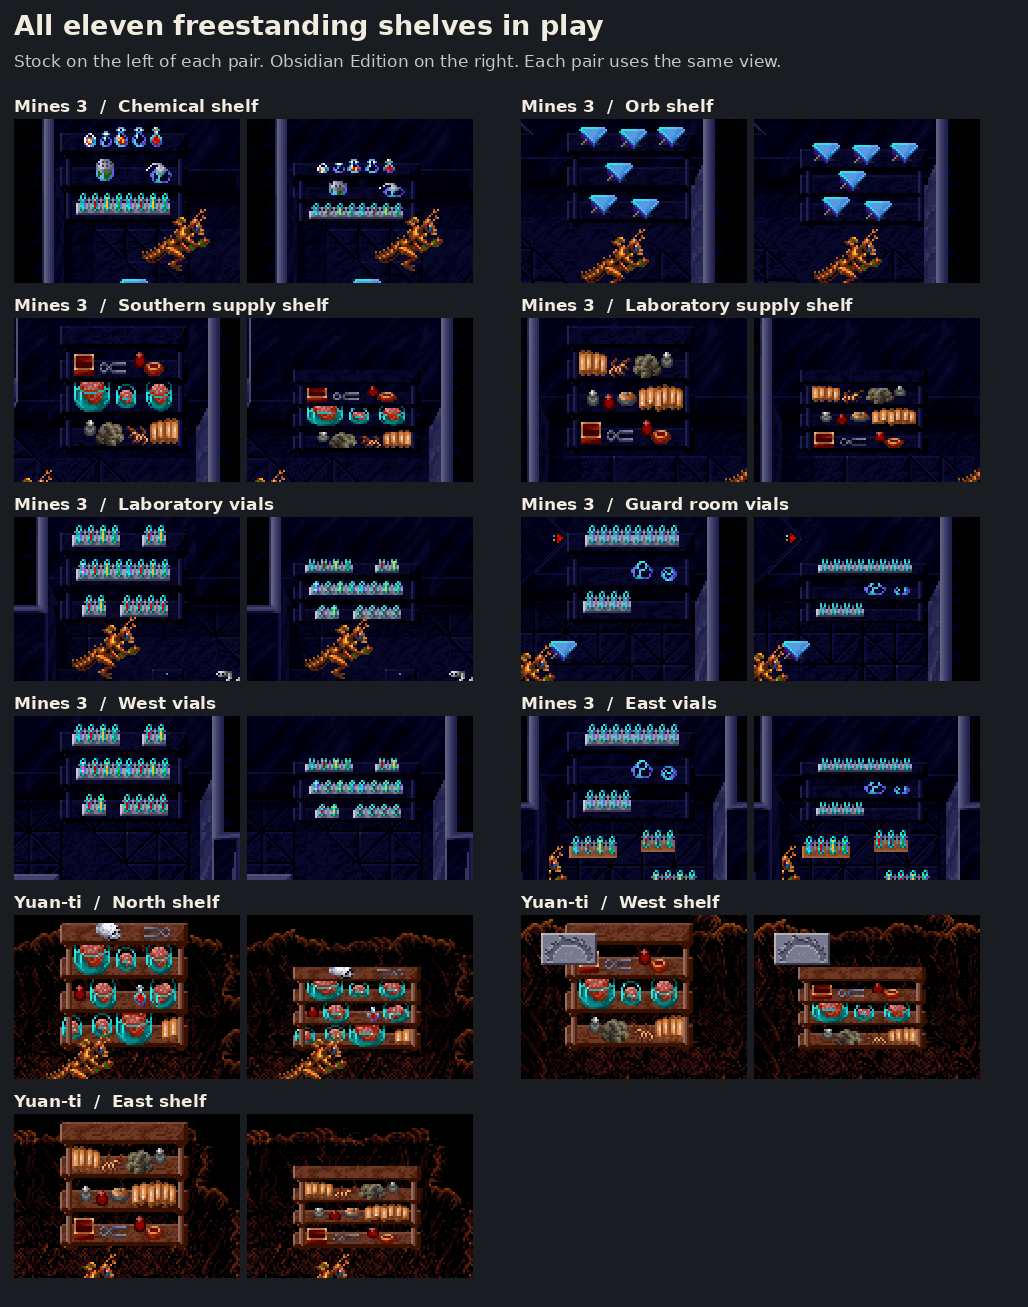 All eleven freestanding shelves in play
Stock on the left of each pair. Obsidian Edition on the right. Each pair uses the same view.
Mines 3 / Chemical shelf
Mines 3 / Orb shelf
Mines 3 / Southern supply shelf
Mines 3 / Laboratory supply shelf
Mines 3 / Laboratory vials
Mines 3 / Guard room vials
Mines 3 / West vials
Mines 3 / East vials
Yuan-ti / North shelf
Yuan-ti / West shelf
Yuan-ti / East shelf